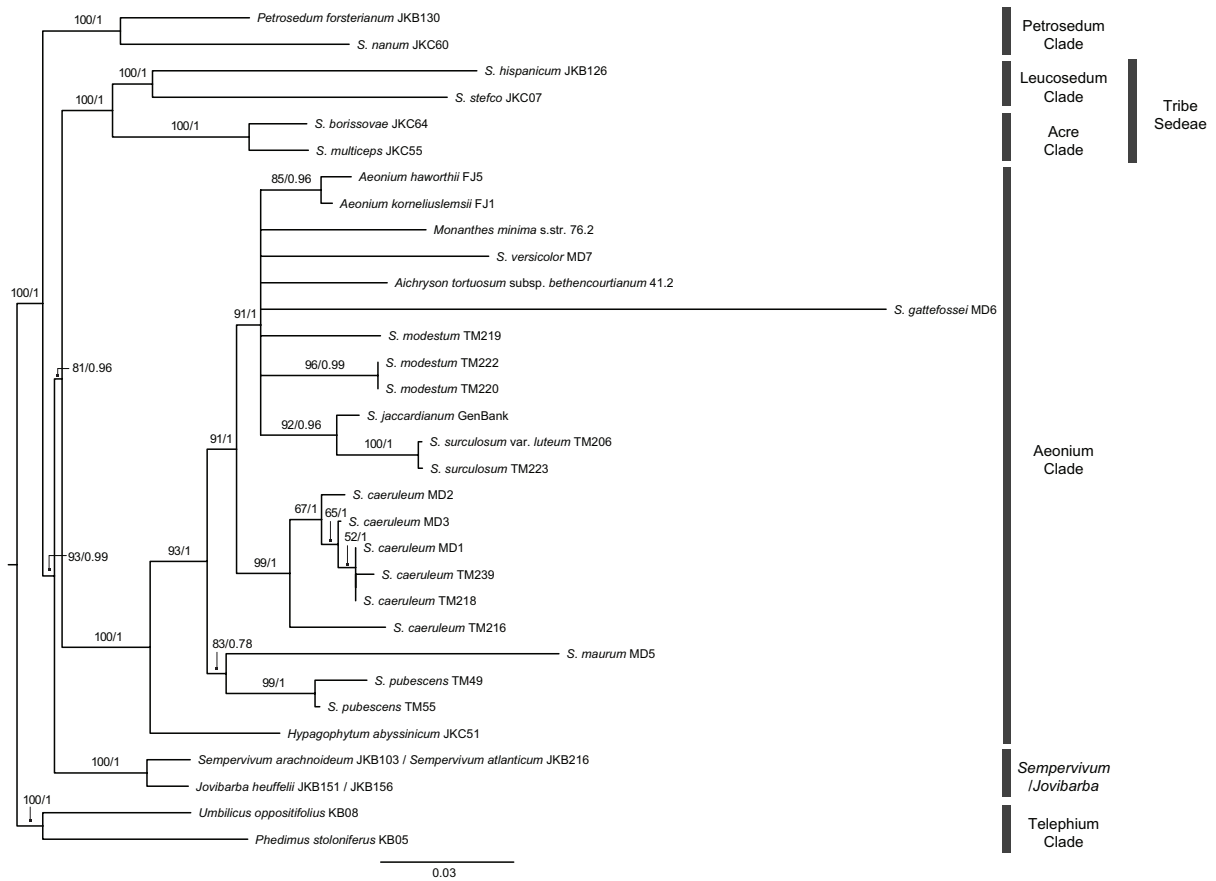 100/1
Petrosedum forsterianum JKB130
S. nanum JKC60
Petrosedum
Clade
100/1
S. hispanicum JKB126
S. stefco JKC07
Leucosedum
Clade
100/1
100/1
S. borissovae JKC64
S. multiceps JKC55
Acre
Clade
Tribe
Sedeae
85/0.96
Aeonium haworthii FJ5
Aeonium korneliuslemsii FJ1
Monanthes minima s.str. 76.2
S. versicolor MD7
Aichryson tortuosum subsp. bethencourtianum 41.2
100/1
S. gattefossei MD6
91/1
S. modestum TM219
81/0.96
96/0.99
S. modestum TM222
S. modestum TM220
92/0.96
S. jaccardianum GenBank
91/1
100/1
S. surculosum var. luteum TM206
S. surculosum TM223
Aeonium
Clade
S. caeruleum MD2
67/1
65/1
S. caeruleum MD3
52/1
S. caeruleum MD1
93/0.99
93/1
99/1
S. caeruleum TM239
S. caeruleum TM218
S. caeruleum TM216
100/1
83/0.78
S. maurum MD5
99/1
S. pubescens TM49
S. pubescens TM55
Hypagophytum abyssinicum JKC51
100/1
Sempervivum arachnoideum JKB103 / Sempervivum atlanticum JKB216
Jovibarba heuffelii JKB151 / JKB156
Sempervivum
/Jovibarba
100/1
Umbilicus oppositifolius KB08
Phedimus stoloniferus KB05
Telephium
Clade
0.03